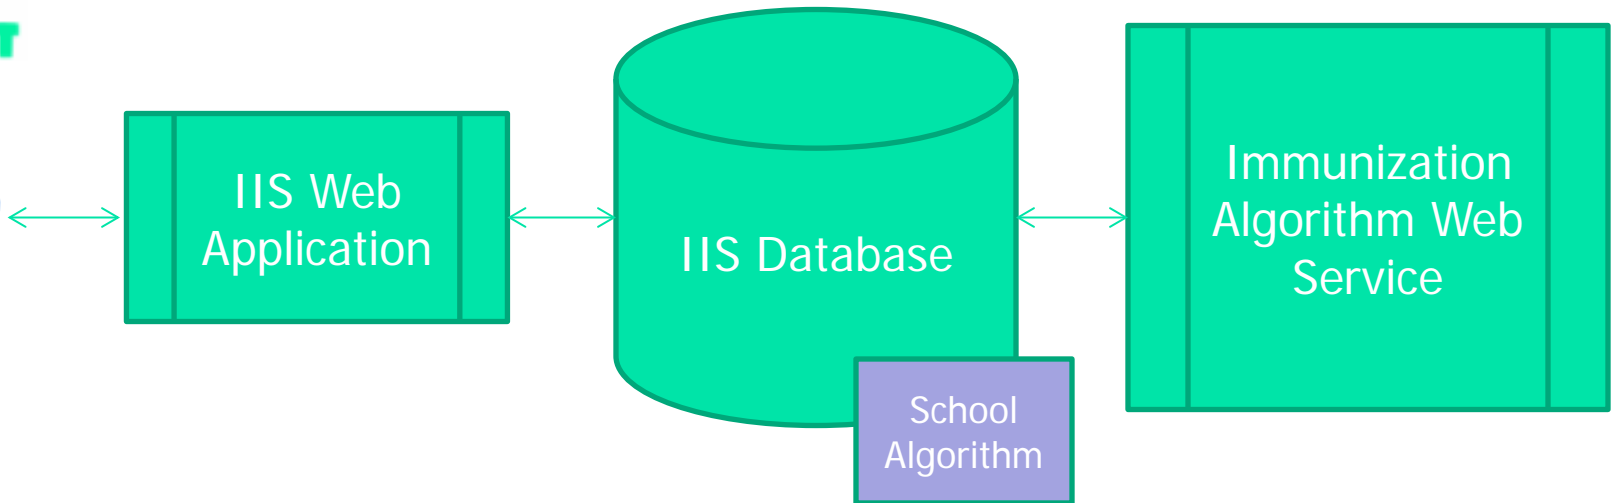 IIS Web
Application
IIS Database
Immunization
Algorithm Web
Service
School
Algorithm